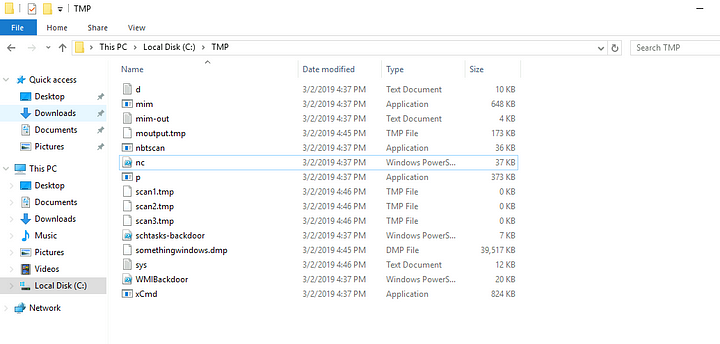 TMP
File Home Share View
This PC Local Disk (C:) TMP Search TMP
Name Date modified Type Size
Quick access
Desktop
Downloads
Documents
Pictures
This PC
Desktop
Documents
Downloads
Music
Pictures
Videos
Local Disk (C:)
Network
d 3/2/2019 4:37 PM Text Document 10 KB
mim 3/2/2019 4:37 PM Application 648 KB
mim-out 3/2/2019 4:37 PM Text Document 4 KB
moutput.tmp 3/2/2019 4:45 PM TMP File 173 KB
nbtscan 3/2/2019 4:37 PM Application 36 KB
nc 3/2/2019 4:37 PM Windows PowerS... 37 KB
p 3/2/2019 4:37 PM Application 373 KB
scan1.tmp 3/2/2019 4:46 PM TMP File 0 KB
scan2.tmp 3/2/2019 4:46 PM TMP File 0 KB
scan3.tmp 3/2/2019 4:46 PM TMP File 0 KB
schtasks-backdoor 3/2/2019 4:37 PM Windows PowerS... 7 KB
somethingwindows.dmp 3/2/2019 4:45 PM DMP File 39,517 KB
sys 3/2/2019 4:46 PM Text Document 12 KB
WMIBackdoor 3/2/2019 4:37 PM Windows PowerS... 20 KB
xCmd 3/2/2019 4:37 PM Application 824 KB